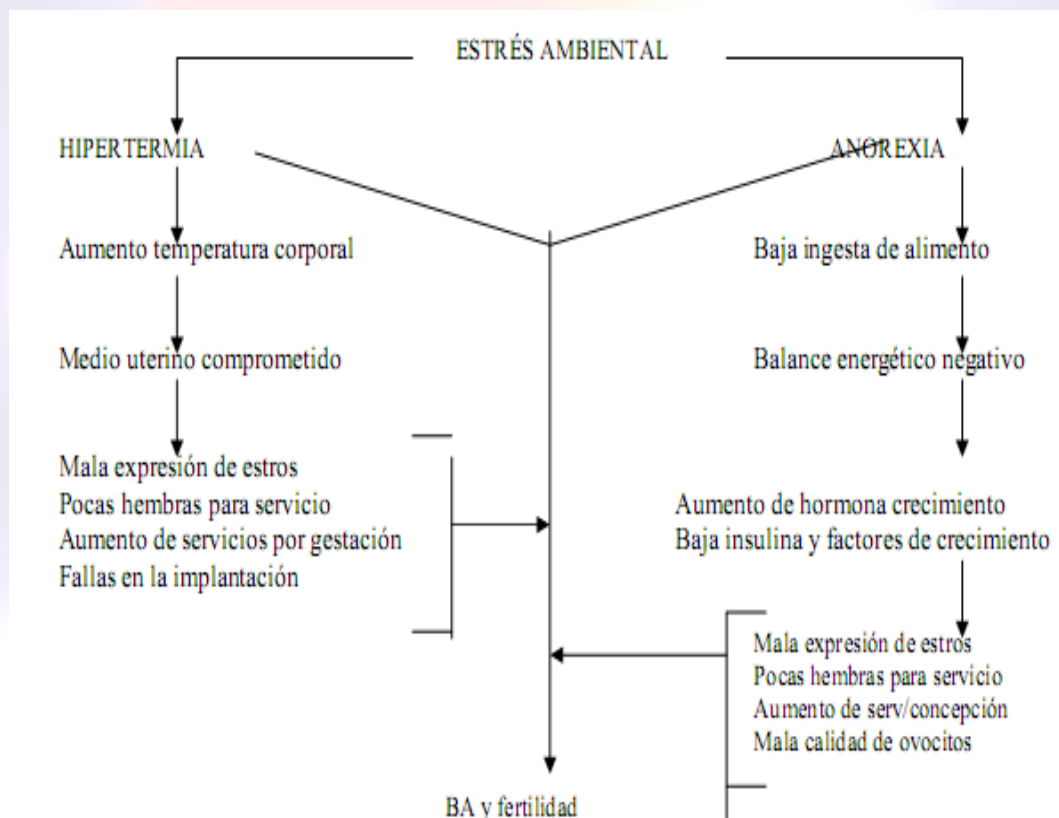 ESTRÉS AMBIENTAL
HIPERTERMIA
ANOREXIA
Aumento temperatura corporal
Baja ingesta de alimento
Medio uterino comprometido
Balance energético negativo
Mala expresión de estros
Pocas hembras para servicio
Aumento de servicios por gestación
Fallas en la implantación
Aumento de hormona crecimiento
Baja insulina y factores de crecimiento
Mala expresión de estros
Pocas hembras para servicio
Aumento de serv/concepción
Mala calidad de ovocitos
BA y fertilidad